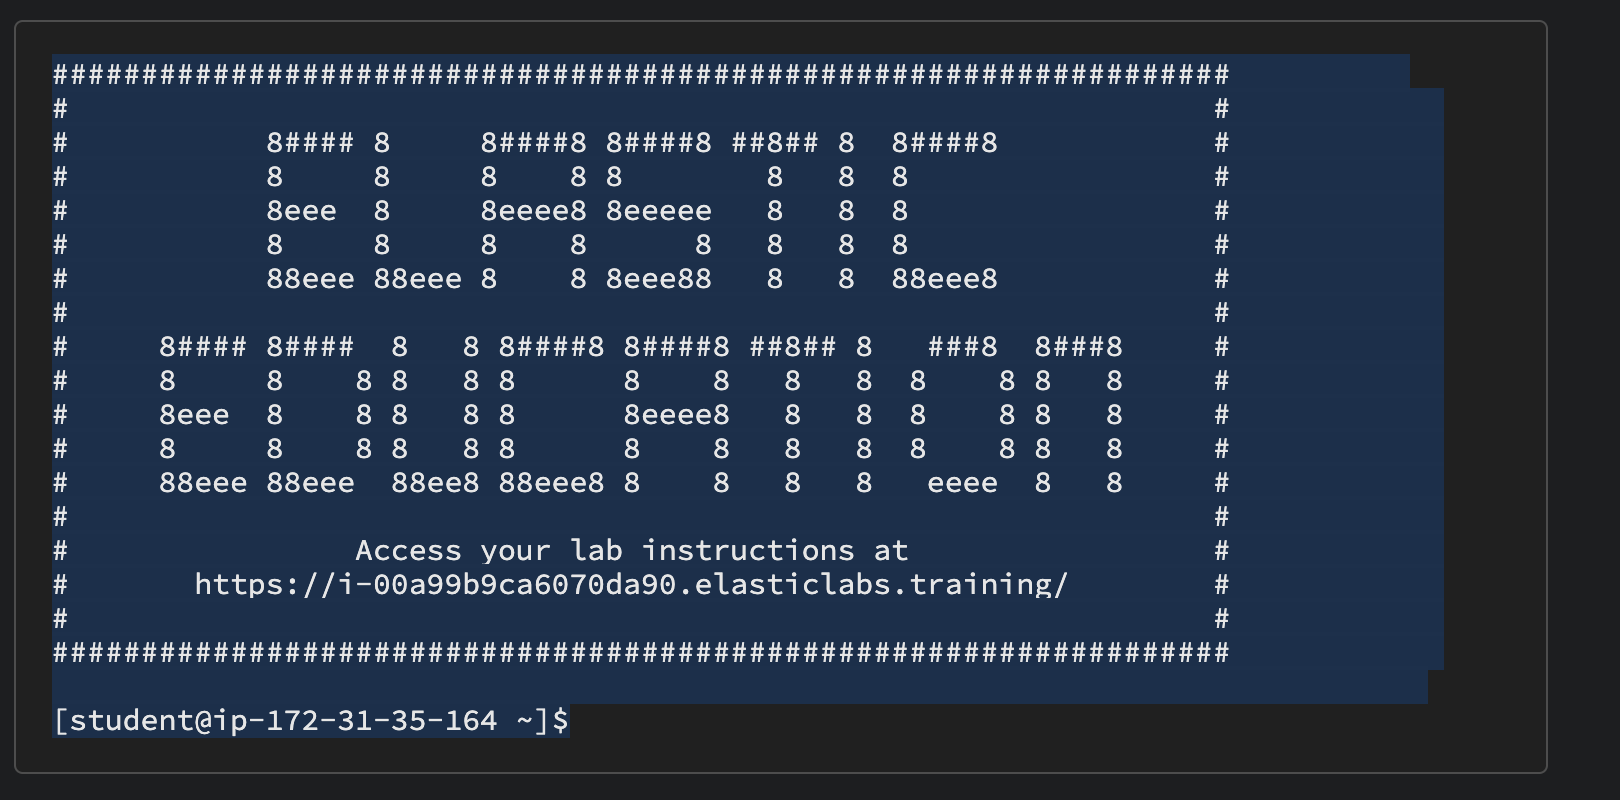 ##################################################################
#                                                                #
#           8#### 8     8####8 8####8 ##8## 8  8####8            #
#           8     8     8    8 8        8   8  8                 #
#           8eee  8     8eeee8 8eeeee   8   8  8                 #
#           8     8     8    8      8   8   8  8                 #
#           88eee 88eee 8    8 8eee88   8   8  88eee8            #
#                                                                #
#     8#### 8####  8   8 8####8 8####8 ##8## 8   ###8  8###8     #
#     8     8    8 8   8 8      8    8   8   8  8    8 8   8     #
#     8eee  8    8 8   8 8      8eeee8   8   8  8    8 8   8     #
#     8     8    8 8   8 8      8    8   8   8  8    8 8   8     #
#     88eee 88eee  88ee8 88eee8 8    8   8   8   eeee  8   8     #
#                                                                #
#                Access your lab instructions at                 #
#       https://i-00a99b9ca6070da90.elasticlabs.training/        #
#                                                                #
##################################################################
[student@ip-172-31-35-164 ~]$